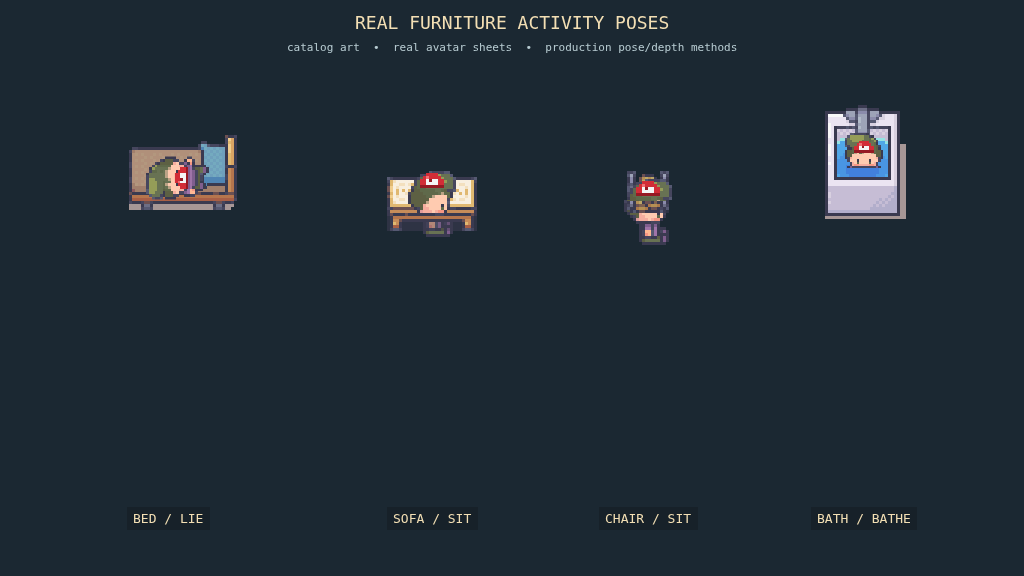 REAL FURNITURE ACTIVITY POSES
catalog art • real avatar sheets • production pose/depth methods
BED / LIE
SOFA / SIT
CHAIR / SIT
BATH / BATHE